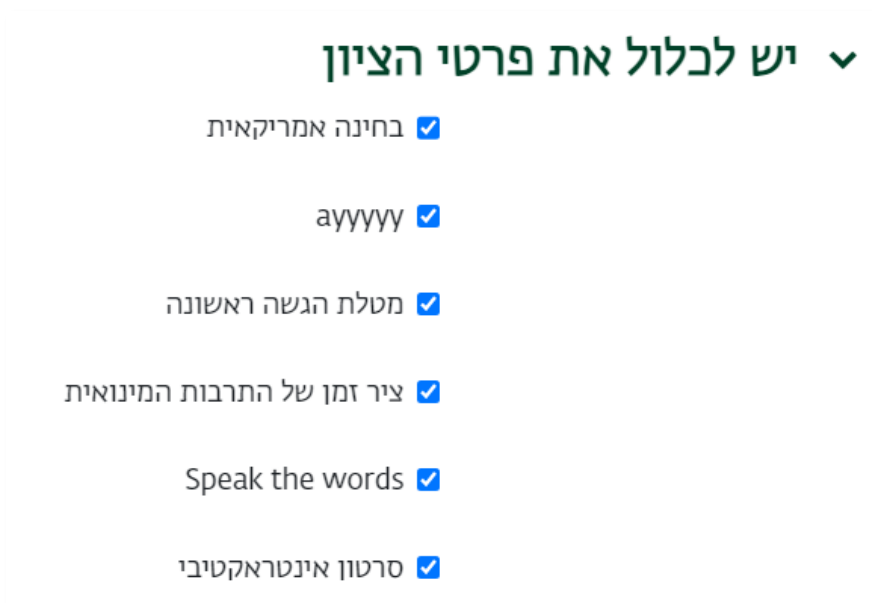 יש לכלול את פרטי הציון
בחינה אמריקאית
ayyyyy
מטלת הגשה ראשונה
ציר זמן של התרבות המינואית
Speak the words
סרטון אינטראקטיבי